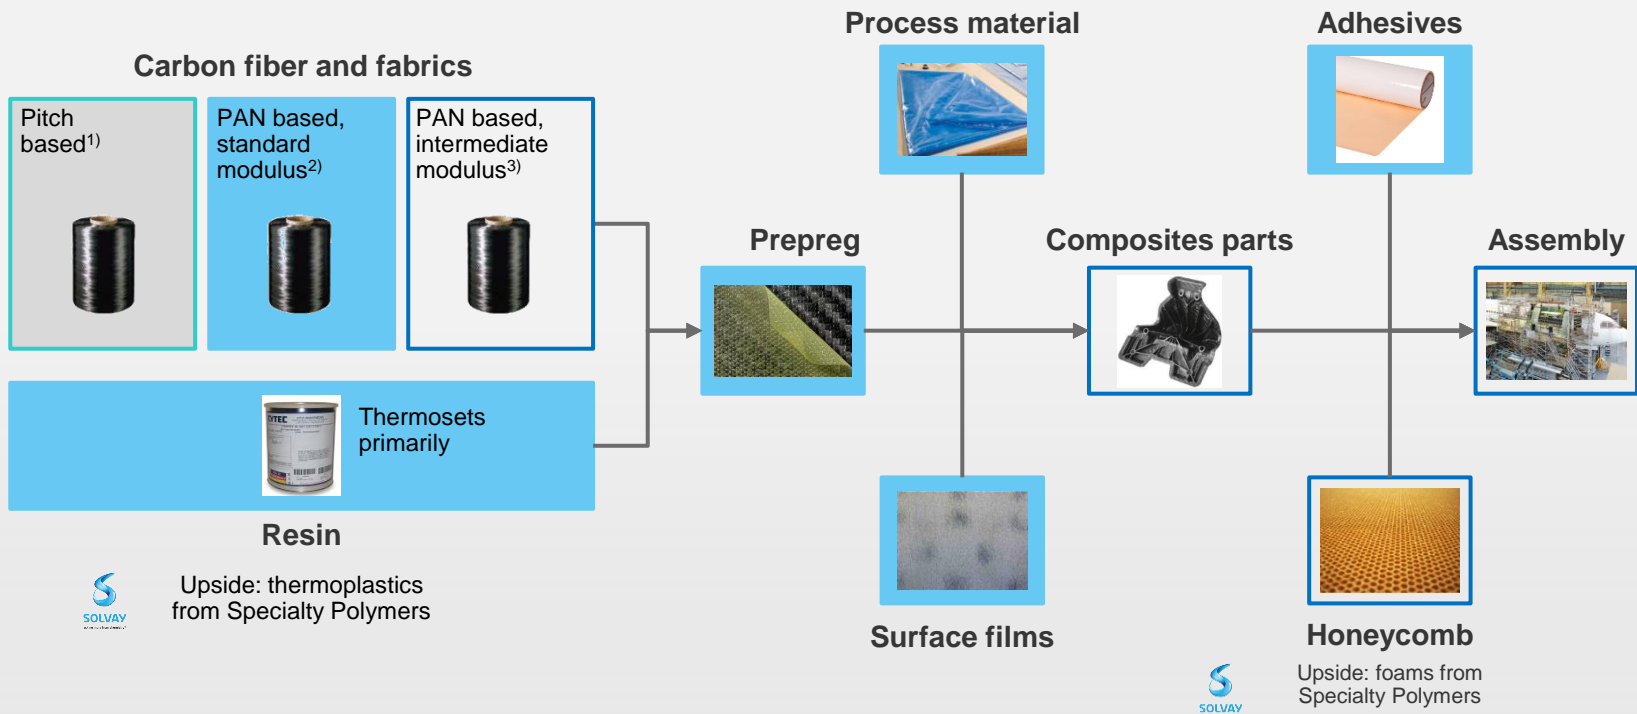 Process material
Adhesives
Carbon fiber and fabrics
Pitch
based1)
PAN based,
standard
modulus2)
PAN based,
intermediate
modulus3)
Prepreg
Composites parts
Assembly
CYTEC
Thermosets
primarily
Resin
Upside: thermoplastics
from Specialty Polymers
SOLVAY
Surface films
Honeycomb
Upside: foams from
Specialty Polymers
SOLVAY